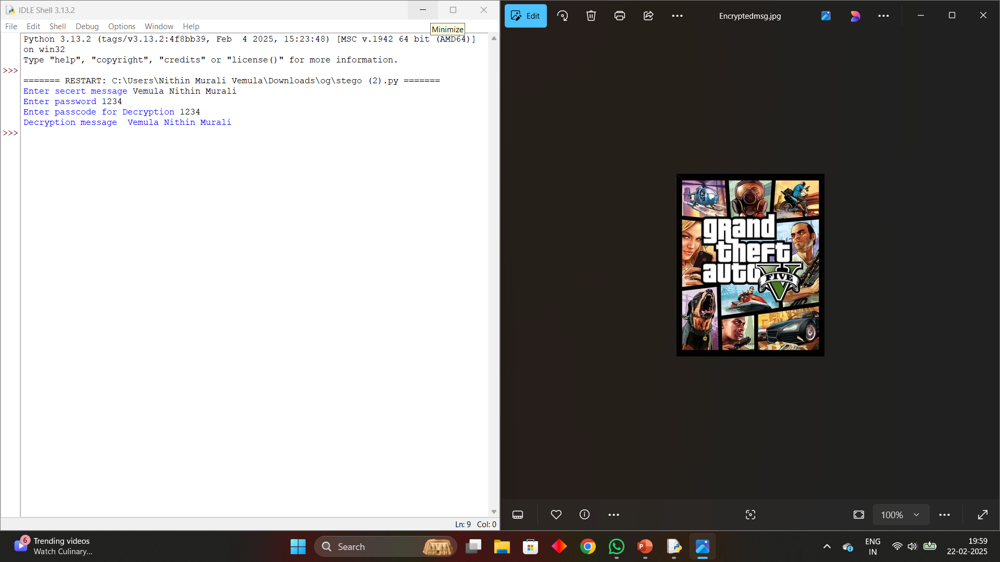 IDLE Shell 3.13.2
File Edit Shell Debug Options Window Help
Minimize
Python 3.13.2 (tags/v3.13.2:4f8bb39, Feb  4 2025, 15:23:48) [MSC v.1942 64 bit (AMD64)]
on win32
Type "help", "copyright", "credits" or "license()" for more information.
>>>
======= RESTART: C:\Users\Nithin Murali Vemula\Downloads\og\stego (2).py =======
Enter secert message Vemula Nithin Murali
Enter password 1234
Enter passcode for Decryption 1234
Decryption message  Vemula Nithin Murali
>>>
Ln: 9 Col: 0
Edit
Encryptedmsg.jpg
grand
theft
auto V
FIVE
100%
6
Trending videos
Watch Culinary...
Search
P
ENG
IN
19:59
22-02-2025